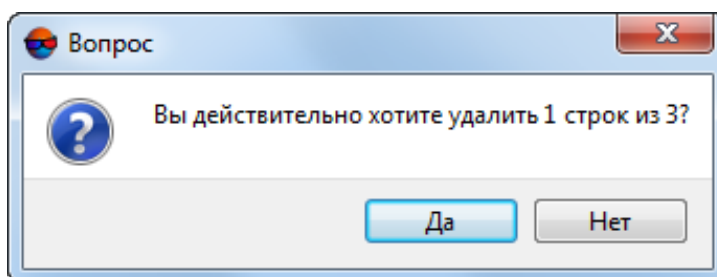 Вопрос
Вы действительно хотите удалить 1 строк из 3?
Да Нет